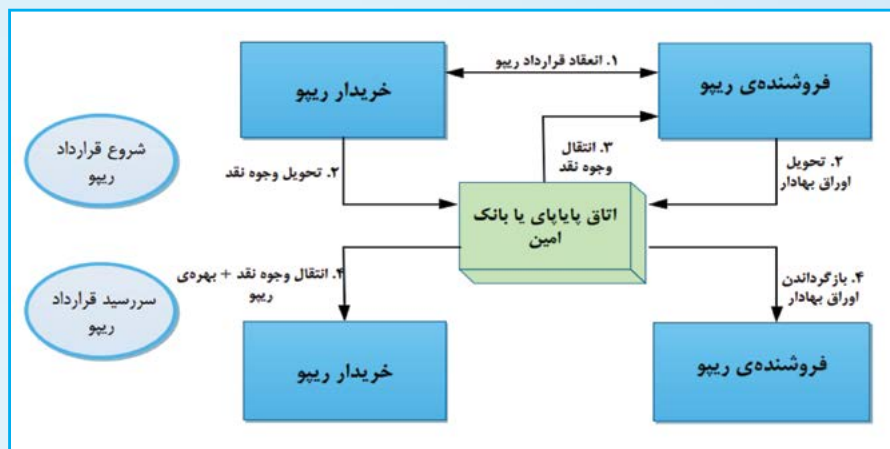 ۱. انعقاد قرارداد ریپو
خریدار ریپو
فروشنده‌ی ریپو
شروع قرارداد
ریپو
۲. تحویل وجوه نقد
۳. انتقال
وجوه نقد
۲. تحویل
اوراق بهادار
اتاق پایاپای یا بانک
امین
سررسید قرارداد
ریپو
۴. انتقال وجوه نقد + بهره‌ی
ریپو
۴. بازگرداندن
اوراق بهادار
خریدار ریپو
فروشنده‌ی ریپو